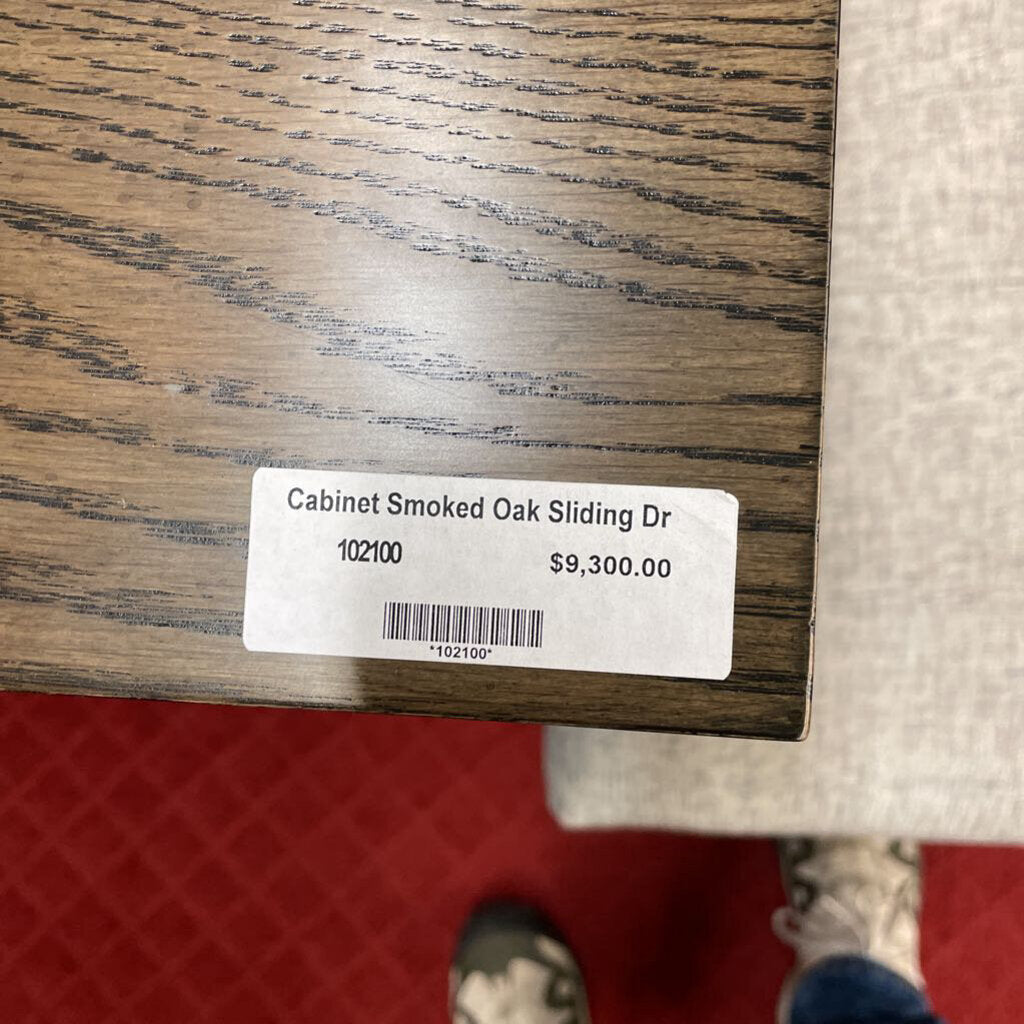 Cabinet Smoked Oak Sliding Dr
102100 $9,300.00
*102100*